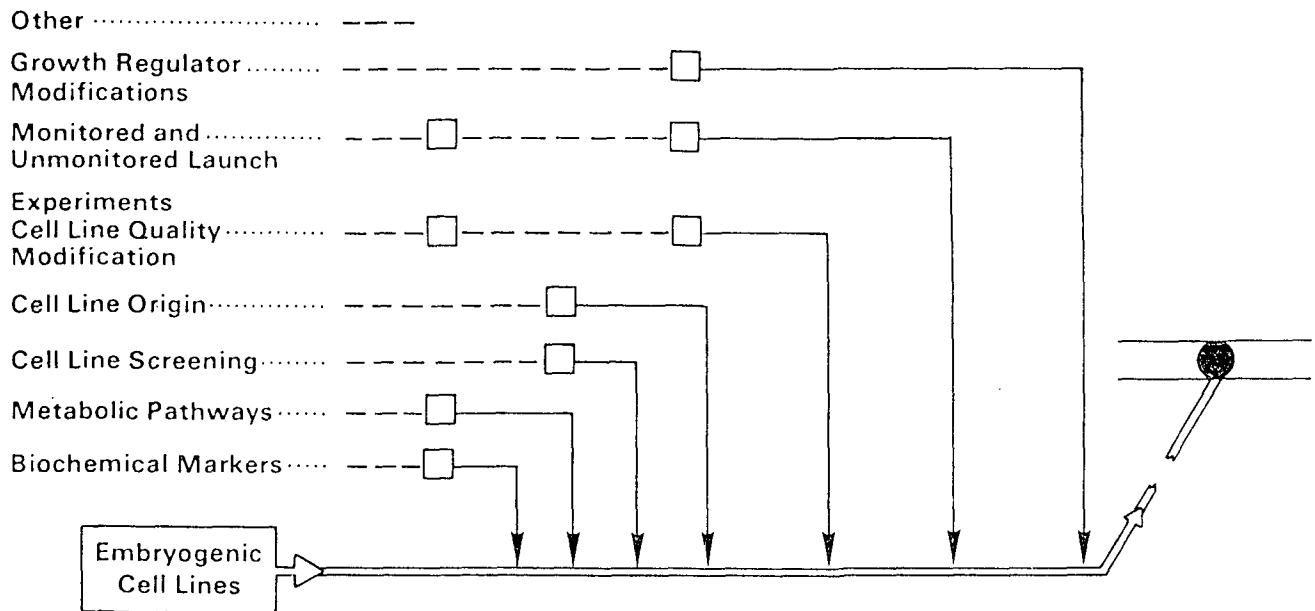 Other
Growth Regulator
Modifications
Monitored and
Unmonitored Launch
Experiments
Cell Line Quality
Modification
Cell Line Origin
Cell Line Screening
Metabolic Pathways
Biochemical Markers
Embryogenic
Cell Lines